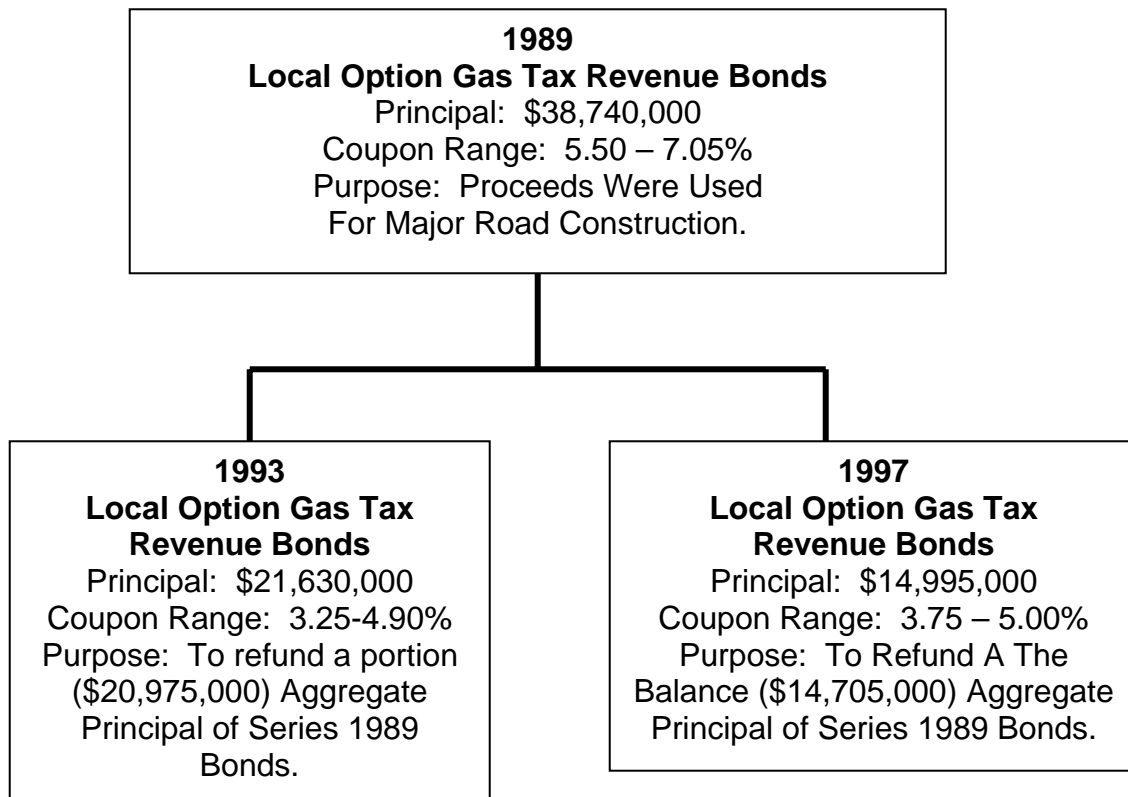 1989
Local Option Gas Tax Revenue Bonds
Principal:  $38,740,000
Coupon Range:  5.50 – 7.05%
Purpose:  Proceeds Were Used
For Major Road Construction.
1993
Local Option Gas Tax
Revenue Bonds
Principal:  $21,630,000
Coupon Range:  3.25-4.90%
Purpose:  To refund a portion
($20,975,000) Aggregate
Principal of Series 1989
Bonds.
1997
Local Option Gas Tax
Revenue Bonds
Principal:  $14,995,000
Coupon Range:  3.75 – 5.00%
Purpose:  To Refund A The
Balance ($14,705,000) Aggregate
Principal of Series 1989 Bonds.